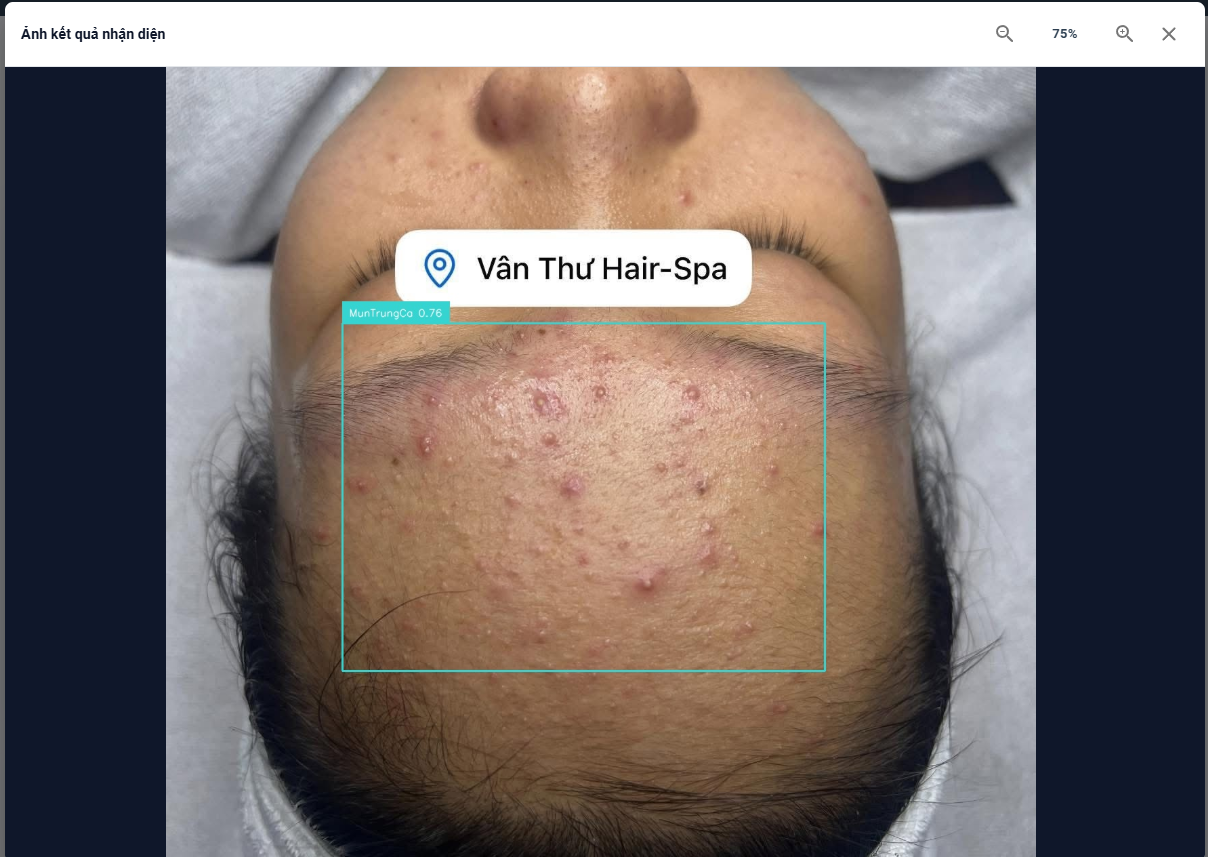 Ảnh kết quả nhận diện
75%
Vân Thư Hair-Spa
MunTrungCa 0.76